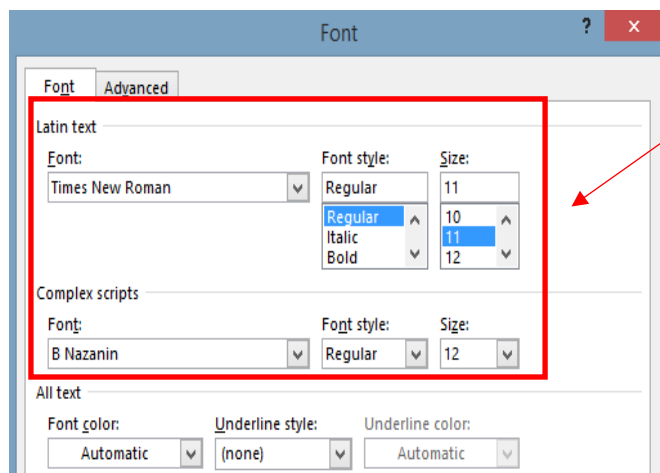 Font
?
x
Font Advanced
Latin text
Font: Font style: Size:
Times New Roman Regular 11
Regular 10
Italic 11
Bold 12
Complex scripts
Font: Font style: Size:
B Nazanin Regular 12
All text
Font color: Underline style: Underline color:
Automatic (none) Automatic